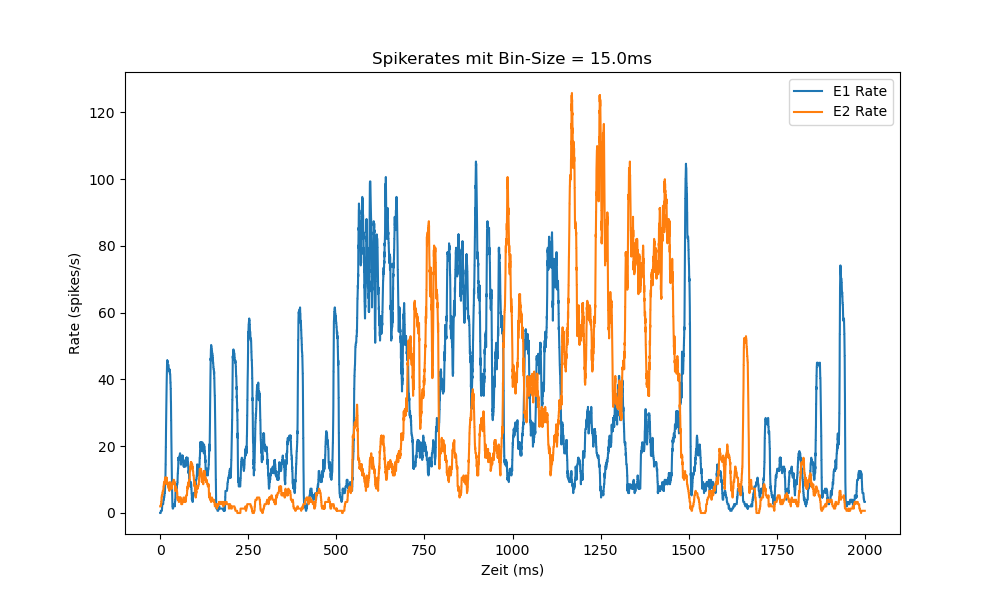 Spikerates mit Bin-Size = 15.0ms
E1 Rate
E2 Rate
120
100
80
60
40
20
0
Rate (spikes/s)
0 250 500 750 1000 1250 1500 1750 2000
Zeit (ms)